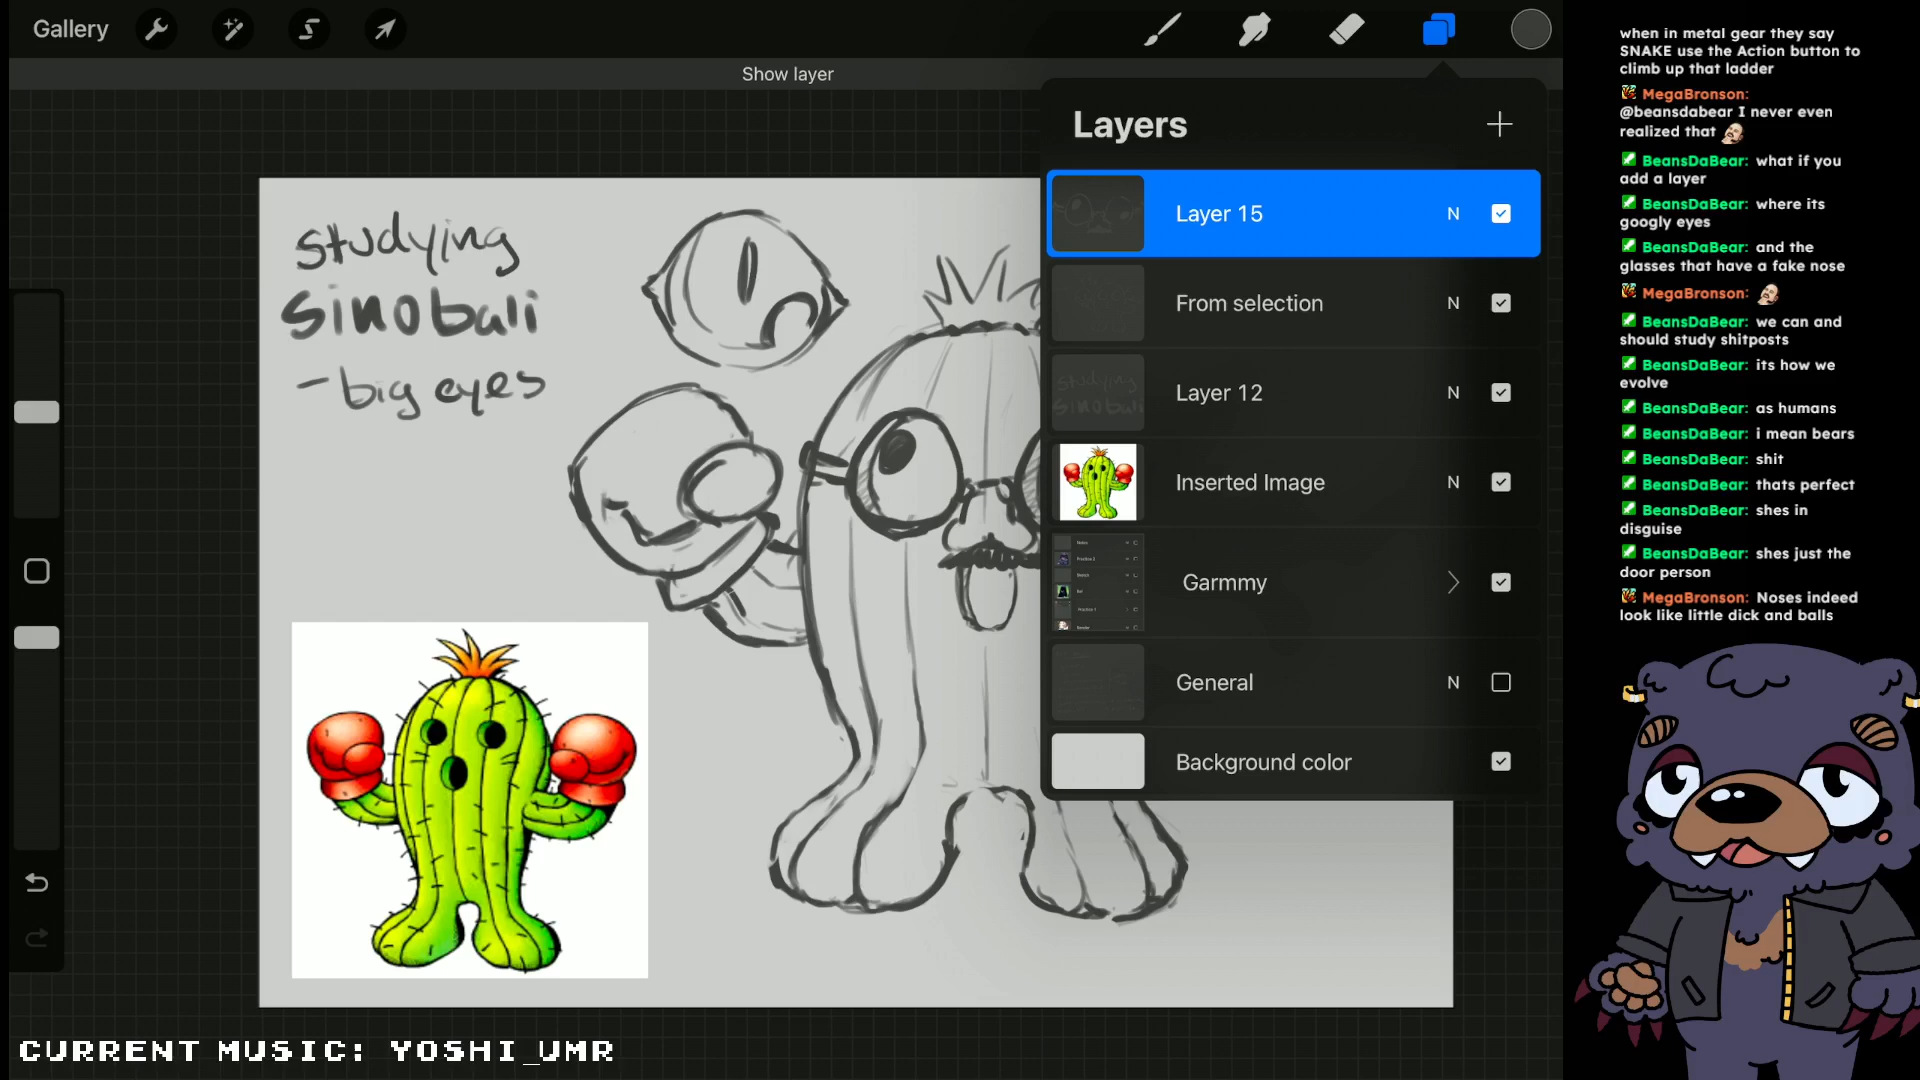 Gallery
Show layer
Layers
Layer 15 N
From selection N
Layer 12 N
Inserted Image N
Garmmy
General N
Background color
studying
sinobali
- big eyes
when in metal gear they say
SNAKE use the Action button to
climb up that ladder
MegaBronson:
@beansdabear I never even
realized that
BeansDaBear: what if you
add a layer
BeansDaBear: where its
googly eyes
BeansDaBear: and the
glasses that have a fake nose
MegaBronson:
BeansDaBear: we can and
should study shitposts
BeansDaBear: its how we
evolve
BeansDaBear: as humans
BeansDaBear: i mean bears
BeansDaBear: shit
BeansDaBear: thats perfect
BeansDaBear: shes in
disguise
BeansDaBear: shes just the
door person
MegaBronson: Noses indeed
look like little dick and balls
CURRENT MUSIC: YOSHI_UMR